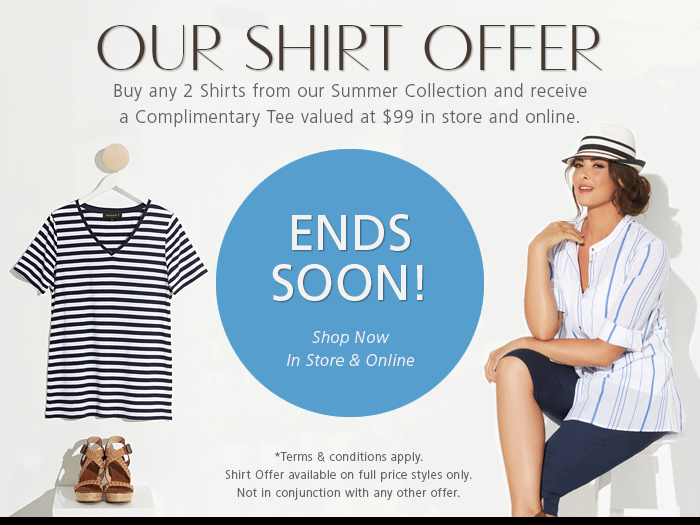 OUR SHIRT OFFER
Buy any 2 Shirts from our Summer Collection and receive
a Complimentary Tee valued at $99 in store and online.
ENDS
SOON!
Shop Now
In Store & Online
*Terms & conditions apply.
Shirt Offer available on full price styles only.
Not in conjunction with any other offer.